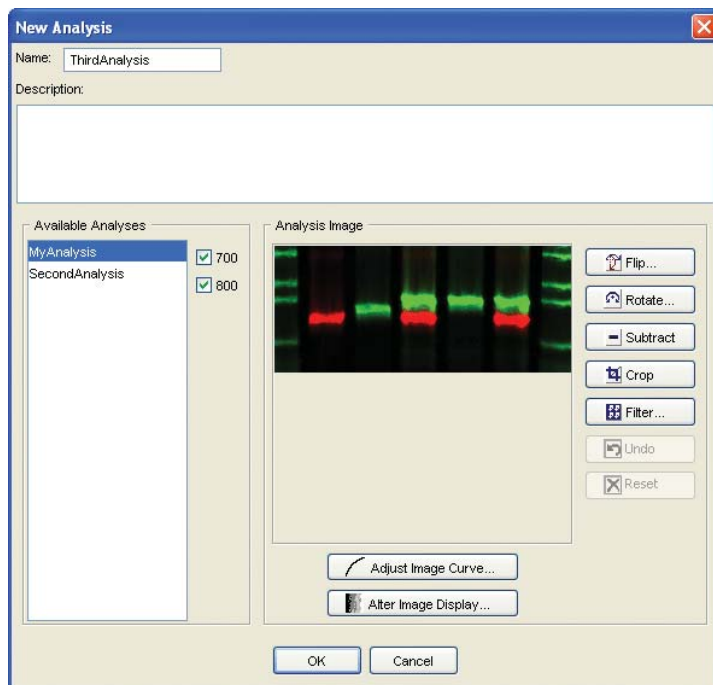 New Analysis
Name: ThirdAnalysis
Description:
Available Analyses
MyAnalysis
SecondAnalysis
700
800
Analysis Image
Flip...
Rotate...
Subtract
Crop
Filter...
Undo
Reset
Adjust Image Curve...
Alter Image Display...
OK Cancel